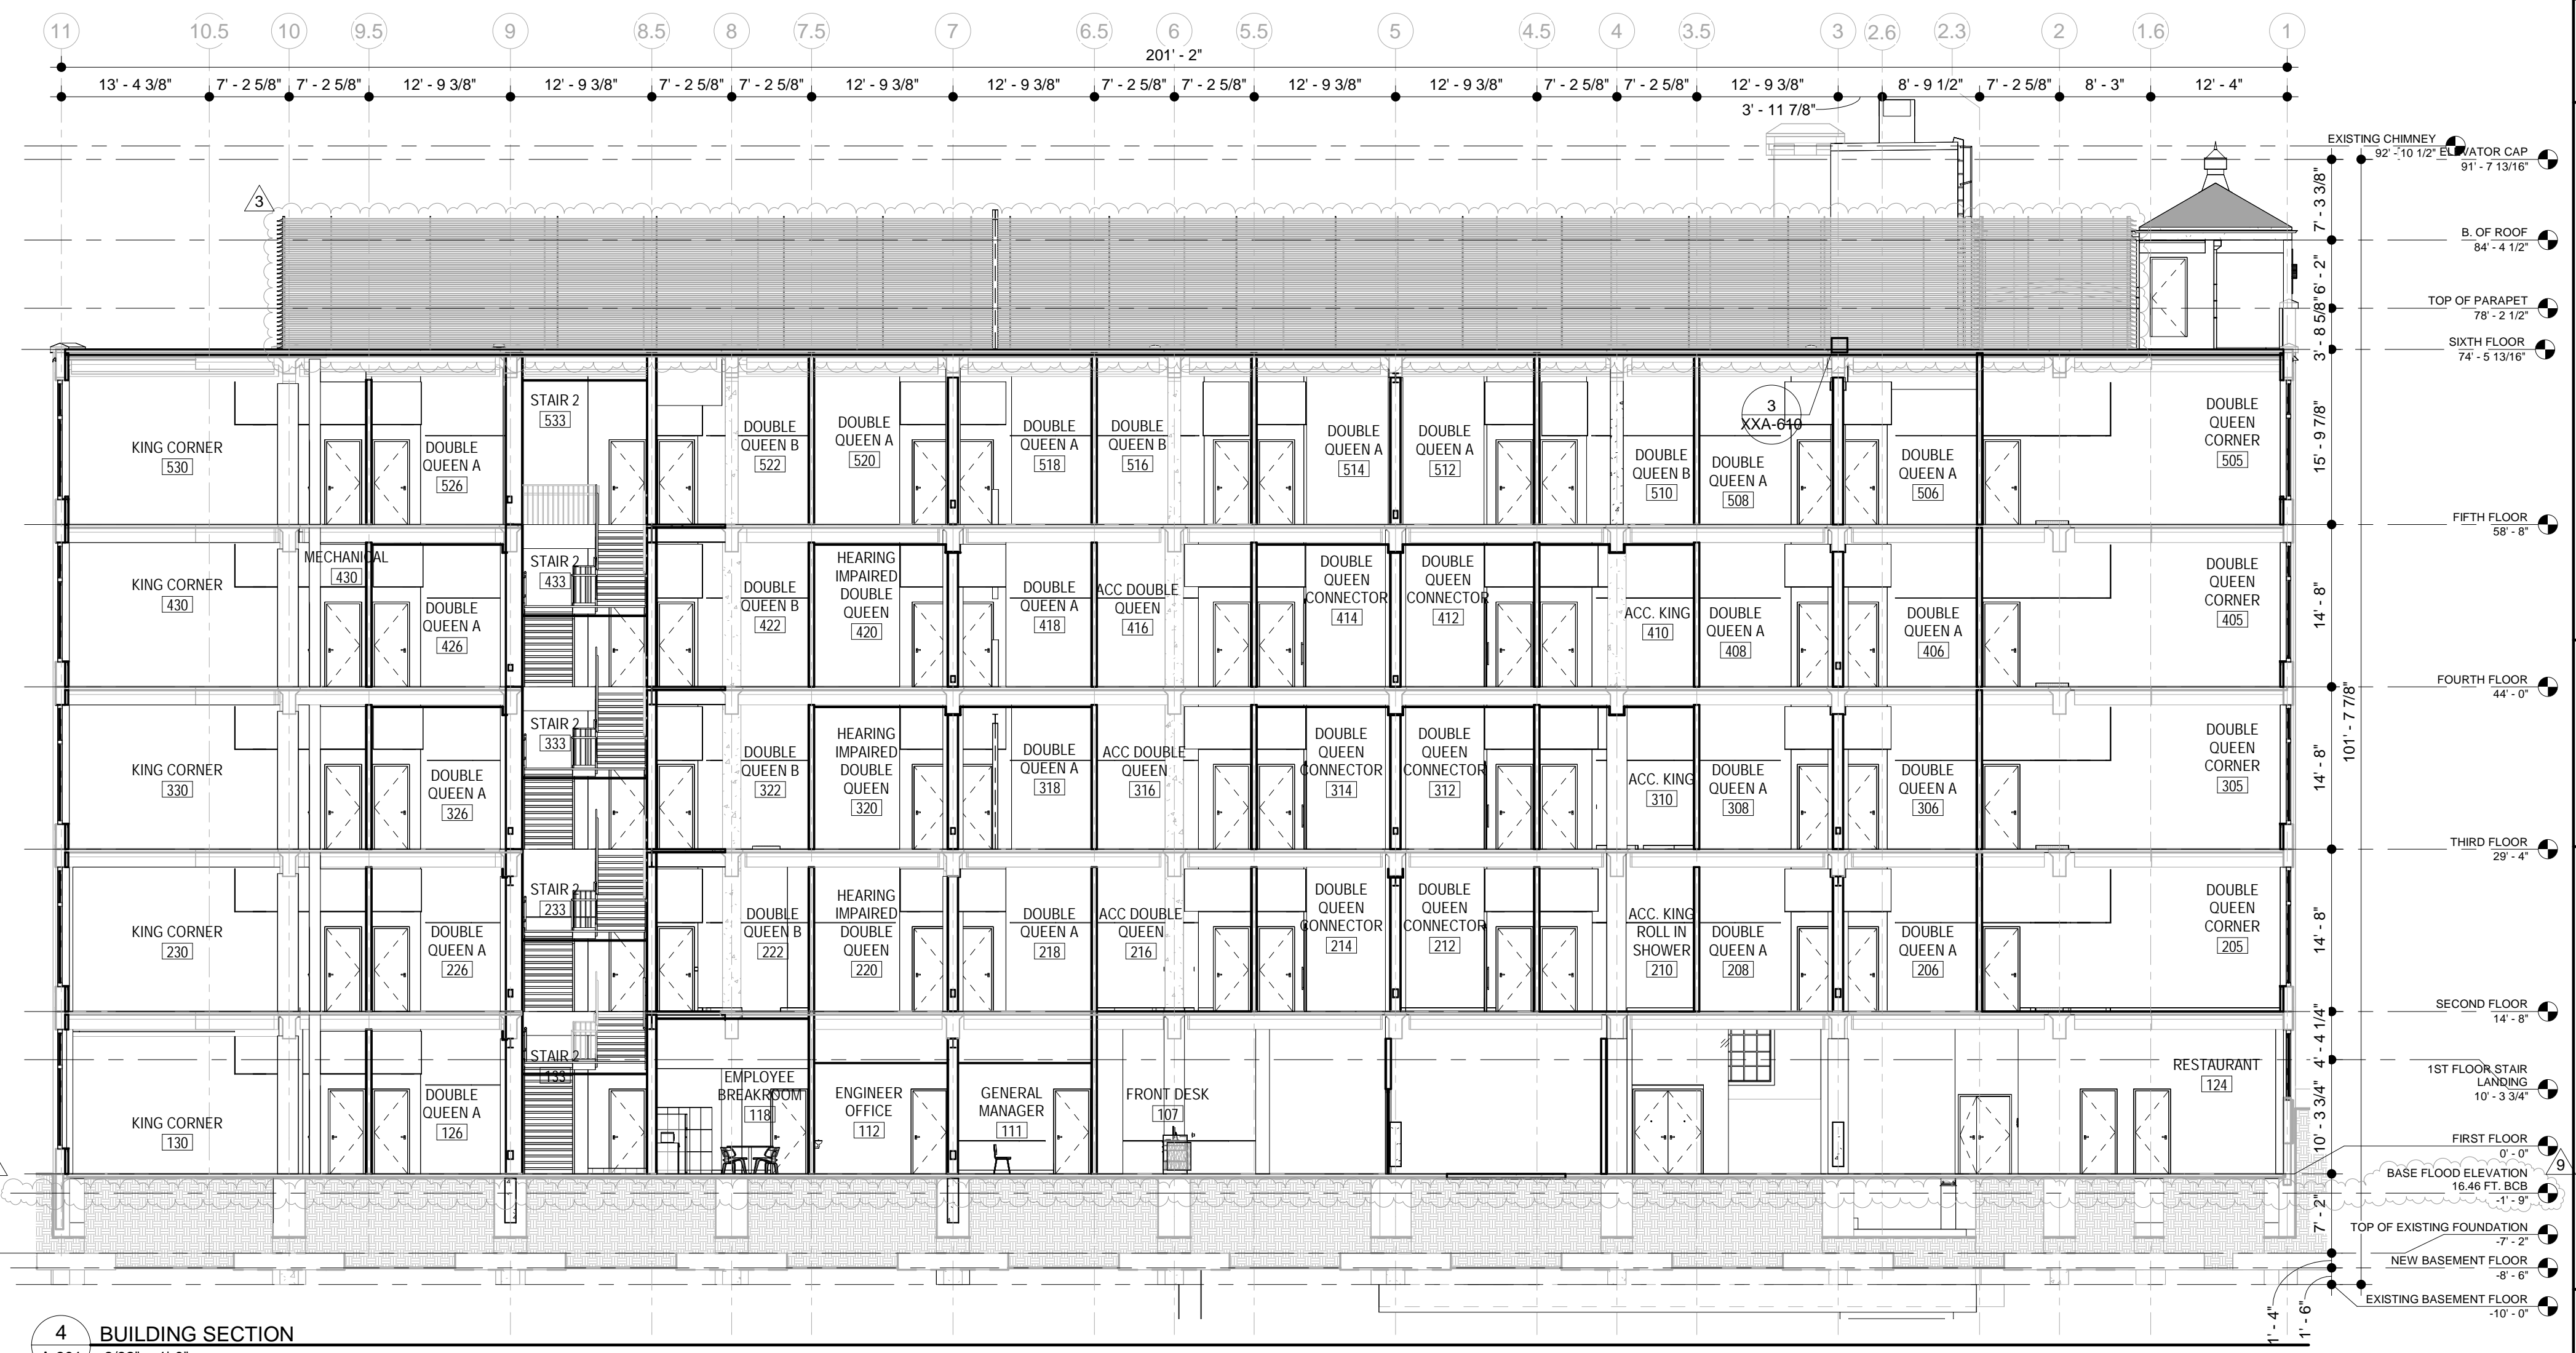 11 10.5 10 9.5 9 8.5 8 7.5 7 6.5 6 5.5 5 4.5 4 3.5 3 2.6 2.3 2 1.6 1
201' - 2"
13' - 4 3/8" 7' - 2 5/8" 7' - 2 5/8" 12' - 9 3/8" 12' - 9 3/8" 7' - 2 5/8" 7' - 2 5/8" 12' - 9 3/8" 12' - 9 3/8" 7' - 2 5/8" 7' - 2 5/8" 12' - 9 3/8" 12' - 9 3/8" 7' - 2 5/8" 7' - 2 5/8" 12' - 9 3/8" 8' - 9 1/2" 7' - 2 5/8" 8' - 3" 12' - 4"
3' - 11 7/8"
3
3
XXA-610
KING CORNER
530
DOUBLE
QUEEN A
526
STAIR 2
533
DOUBLE
QUEEN B
522
DOUBLE
QUEEN A
520
DOUBLE
QUEEN A
518
DOUBLE
QUEEN B
516
DOUBLE
QUEEN A
514
DOUBLE
QUEEN A
512
DOUBLE
QUEEN B
510
DOUBLE
QUEEN A
508
DOUBLE
QUEEN A
506
DOUBLE
QUEEN
CORNER
505
KING CORNER
430
MECHANICAL
430
DOUBLE
QUEEN A
426
STAIR 2
433
DOUBLE
QUEEN B
422
HEARING
IMPAIRED
DOUBLE
QUEEN
420
DOUBLE
QUEEN A
418
ACC DOUBLE
QUEEN
416
DOUBLE
QUEEN
CONNECTOR
414
DOUBLE
QUEEN
CONNECTOR
412
ACC. KING
410
DOUBLE
QUEEN A
408
DOUBLE
QUEEN A
406
DOUBLE
QUEEN
CORNER
405
KING CORNER
330
DOUBLE
QUEEN A
326
STAIR 2
333
DOUBLE
QUEEN B
322
HEARING
IMPAIRED
DOUBLE
QUEEN
320
DOUBLE
QUEEN A
318
ACC DOUBLE
QUEEN
316
DOUBLE
QUEEN
CONNECTOR
314
DOUBLE
QUEEN
CONNECTOR
312
ACC. KING
310
DOUBLE
QUEEN A
308
DOUBLE
QUEEN A
306
DOUBLE
QUEEN
CORNER
305
KING CORNER
230
DOUBLE
QUEEN A
226
STAIR 2
233
DOUBLE
QUEEN B
222
HEARING
IMPAIRED
DOUBLE
QUEEN
220
DOUBLE
QUEEN A
218
ACC DOUBLE
QUEEN
216
DOUBLE
QUEEN
CONNECTOR
214
DOUBLE
QUEEN
CONNECTOR
212
ACC. KING
ROLL IN
SHOWER
210
DOUBLE
QUEEN A
208
DOUBLE
QUEEN A
206
DOUBLE
QUEEN
CORNER
205
KING CORNER
130
DOUBLE
QUEEN A
126
STAIR 2
133
EMPLOYEE
BREAKROOM
118
ENGINEER
OFFICE
112
GENERAL
MANAGER
111
FRONT DESK
107
RESTAURANT
124
7' - 3 3/8"
6' - 2"
3' - 8 5/8"
15' - 9 7/8"
14' - 8"
14' - 8"
14' - 8"
4' - 4 1/4"
10' - 3 3/4"
7' - 2"
1' - 4"
1' - 6"
101' - 7 7/8"
EXISTING CHIMNEY
92' - 10 1/2"
ELEVATOR CAP
91' - 7 13/16"
B. OF ROOF
84' - 4 1/2"
TOP OF PARAPET
78' - 2 1/2"
SIXTH FLOOR
74' - 5 13/16"
FIFTH FLOOR
58' - 8"
FOURTH FLOOR
44' - 0"
THIRD FLOOR
29' - 4"
SECOND FLOOR
14' - 8"
1ST FLOOR STAIR
LANDING
10' - 3 3/4"
FIRST FLOOR
0' - 0"
9
BASE FLOOD ELEVATION
16.46 FT. BCB
-1' - 9"
TOP OF EXISTING FOUNDATION
-7' - 2"
NEW BASEMENT FLOOR
-8' - 6"
EXISTING BASEMENT FLOOR
-10' - 0"
4
BUILDING SECTION